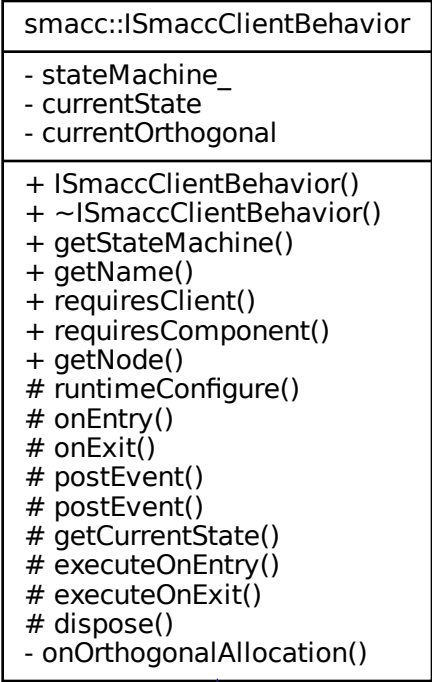 smacc::ISmaccClientBehavior
- stateMachine_
- currentState
- currentOrthogonal
+ ISmaccClientBehavior()
+ ~ISmaccClientBehavior()
+ getStateMachine()
+ getName()
+ requiresClient()
+ requiresComponent()
+ getNode()
# runtimeConfigure()
# onEntry()
# onExit()
# postEvent()
# postEvent()
# getCurrentState()
# executeOnEntry()
# executeOnExit()
# dispose()
- onOrthogonalAllocation()